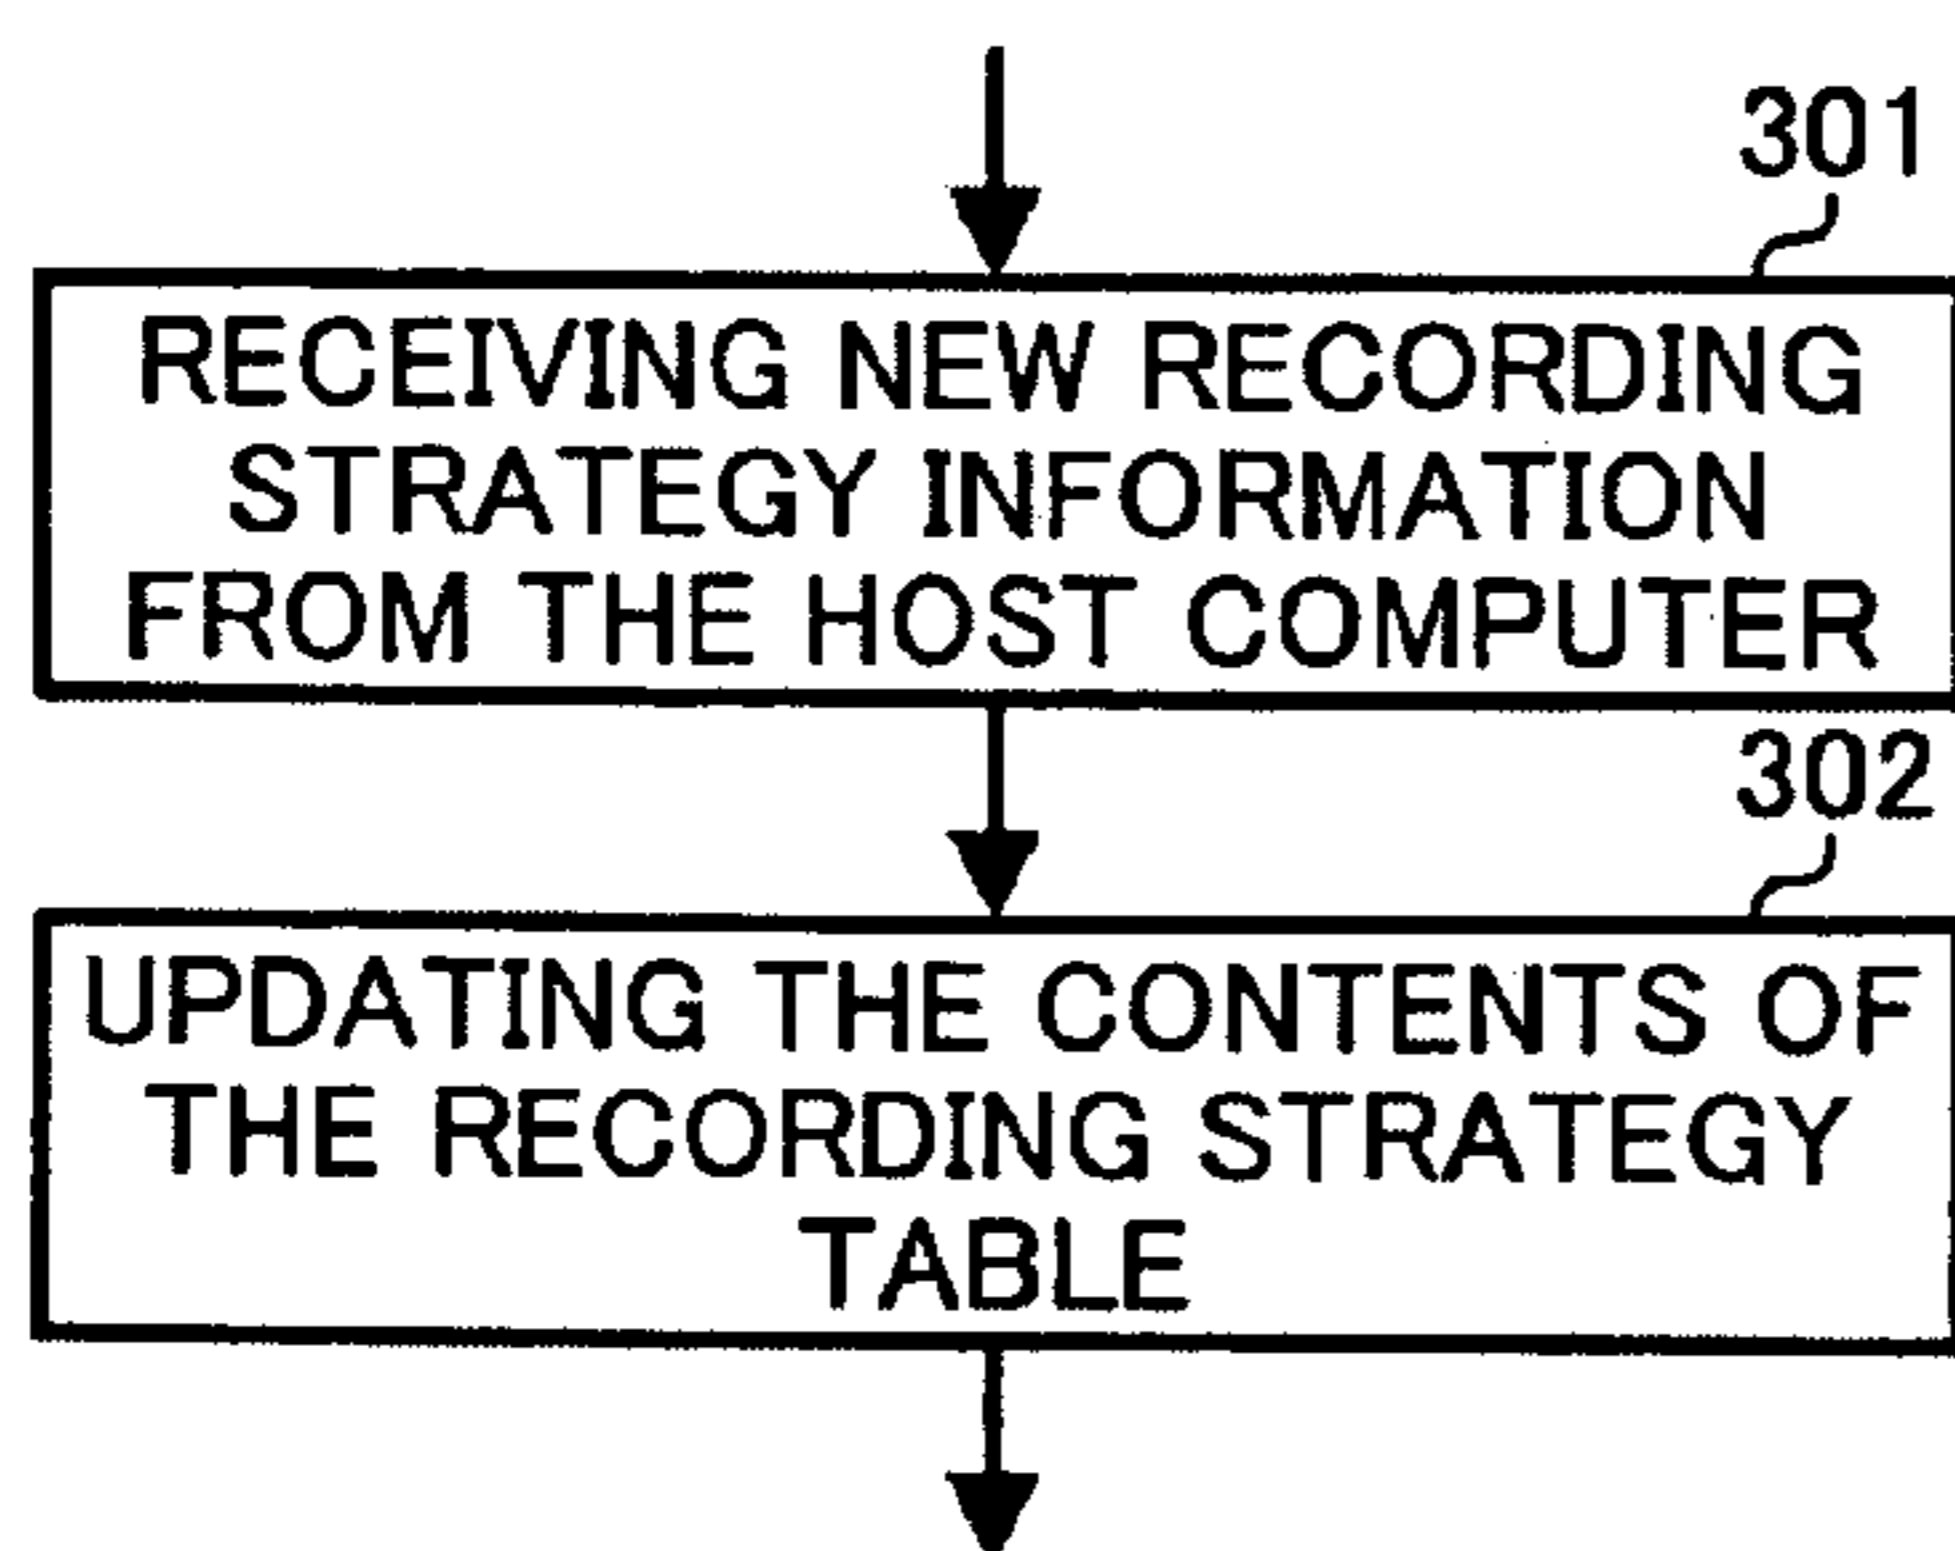 301
RECEIVING NEW RECORDING
STRATEGY INFORMATION
FROM THE HOST COMPUTER
302
UPDATING THE CONTENTS OF
THE RECORDING STRATEGY
TABLE